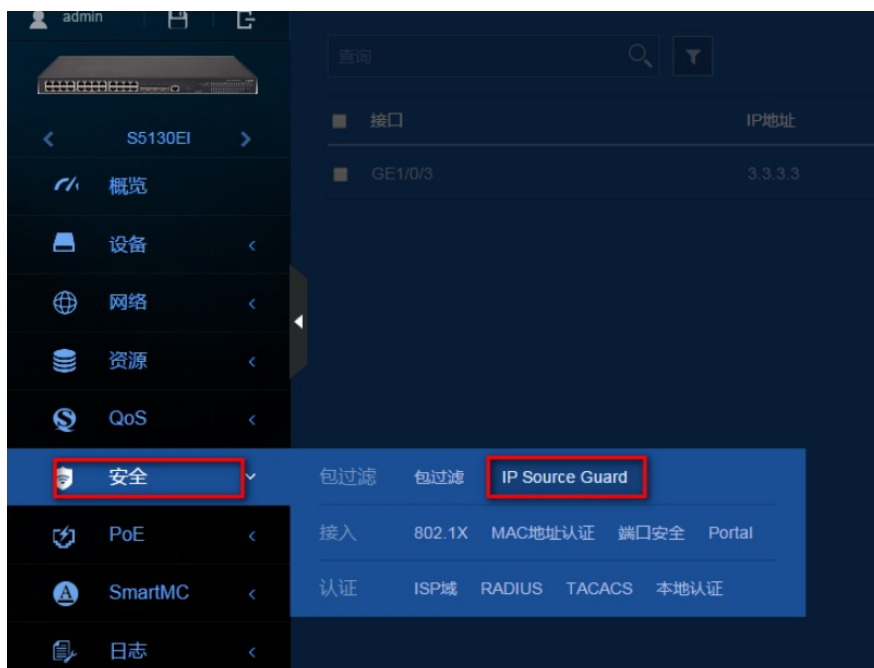 admin
查询
接口 IP地址
S5130EI
GE1/0/3 3.3.3.3
概览
设备
网络
资源
QoS
安全
包过滤 包过滤 IP Source Guard
PoE
接入 802.1X MAC地址认证 端口安全 Portal
SmartMC
认证 ISP域 RADIUS TACACS 本地认证
日志